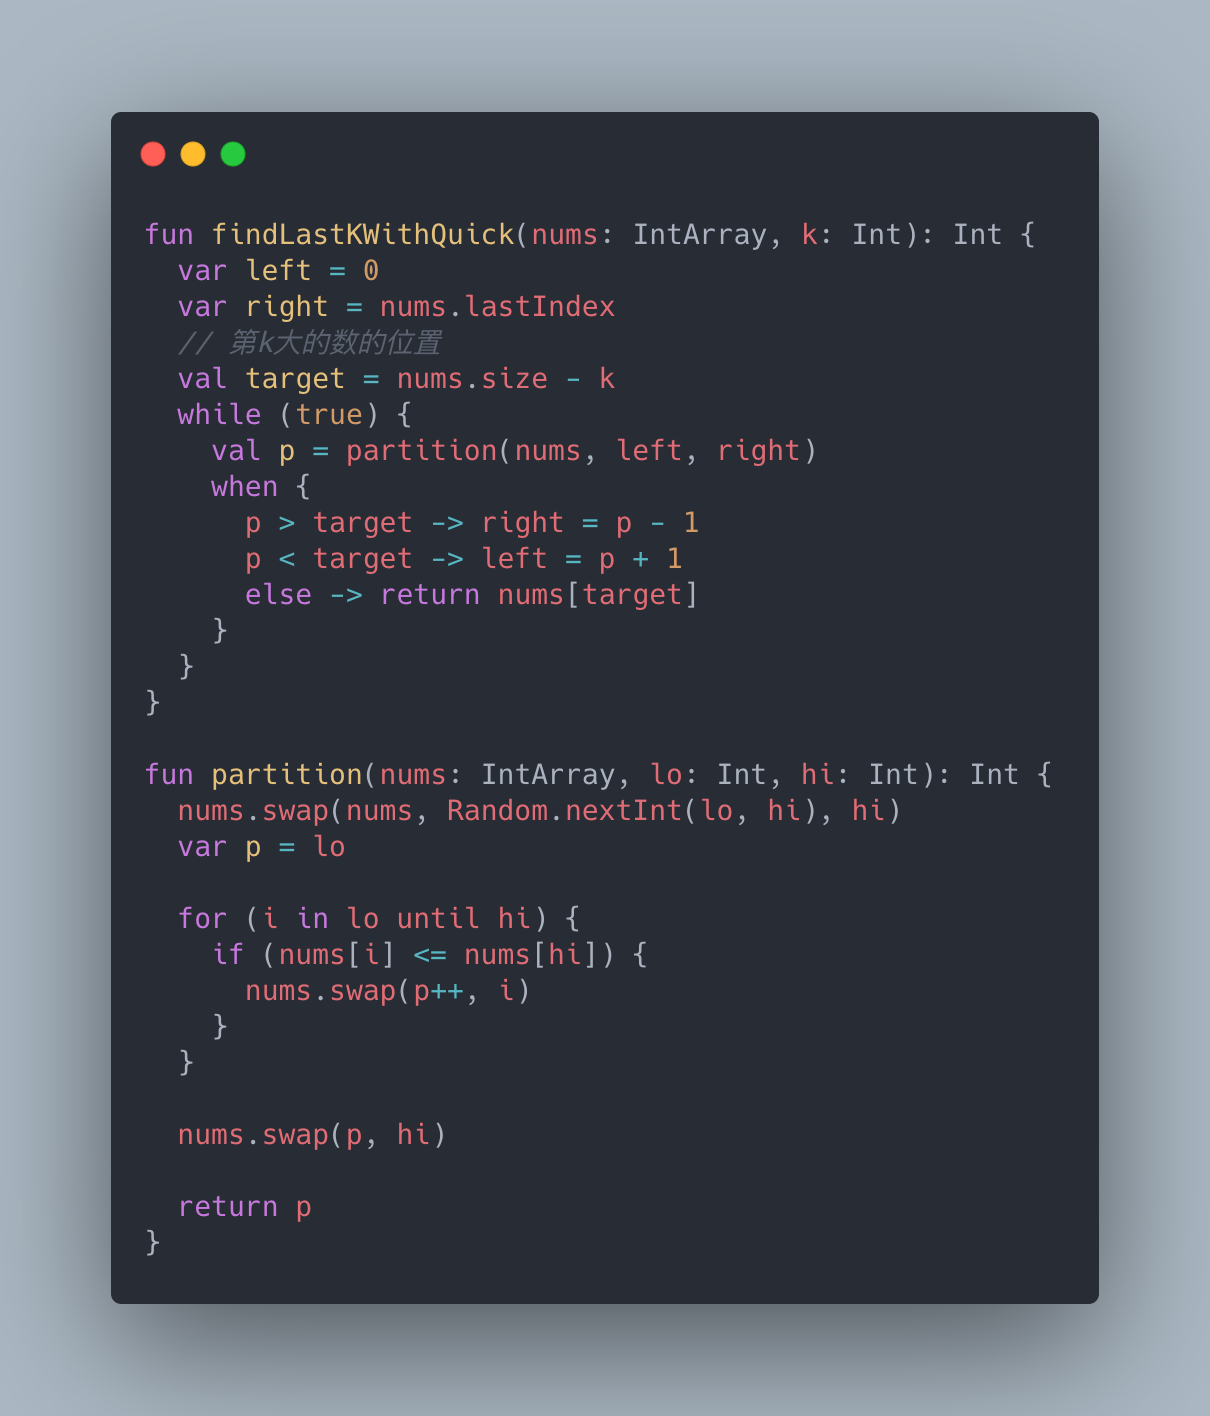 fun findLastKWithQuick(nums: IntArray, k: Int): Int {
  var left = 0
  var right = nums.lastIndex
  // 第k大的数的位置
  val target = nums.size - k
  while (true) {
    val p = partition(nums, left, right)
    when {
      p > target -> right = p - 1
      p < target -> left = p + 1
      else -> return nums[target]
    }
  }
}

fun partition(nums: IntArray, lo: Int, hi: Int): Int {
  nums.swap(nums, Random.nextInt(lo, hi), hi)
  var p = lo

  for (i in lo until hi) {
    if (nums[i] <= nums[hi]) {
      nums.swap(p++, i)
    }
  }

  nums.swap(p, hi)

  return p
}